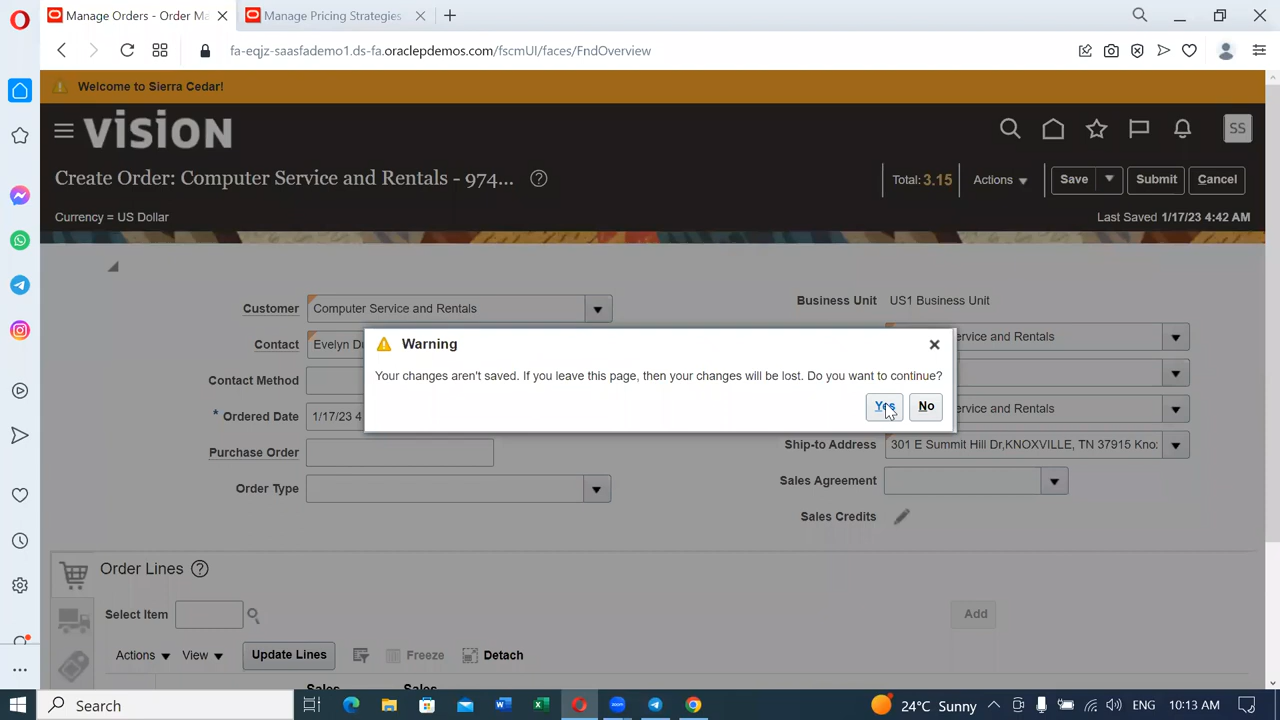 Manage Orders - Order Ma
Manage Pricing Strategies
fa-eqjz-saasfademo1.ds-fa.oraclepdemos.com/fscmUI/faces/FndOverview
Welcome to Sierra Cedar!
VISION
SS
Create Order: Computer Service and Rentals - 974... ?
Total: 3.15
Actions
Save
Submit
Cancel
Currency = US Dollar
Last Saved 1/17/23 4:42 AM
Customer
Computer Service and Rentals
Business Unit
US1 Business Unit
Contact
Evelyn
ervice and Rentals
Warning
Your changes aren't saved. If you leave this page, then your changes will be lost. Do you want to continue?
Yes
No
Contact Method
* Ordered Date
1/17/23 4
ervice and Rentals
Ship-to Address
301 E Summit Hill Dr,KNOXVILLE, TN 37915 Kno
Purchase Order
Sales Agreement
Order Type
Sales Credits
Order Lines ?
Select Item
Add
Actions
View
Update Lines
Freeze
Detach
Sales
Sales
Search
24°C Sunny
ENG
10:13 AM